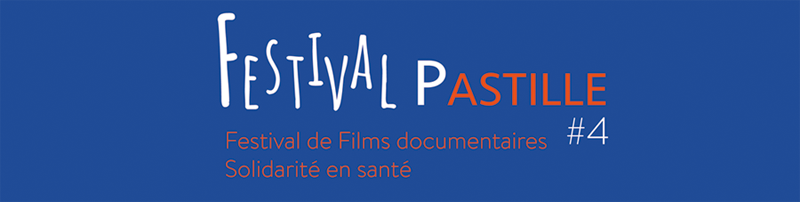 FESTIVAL PASTILLE
#4
Festival de Films documentaires
Solidarité en santé